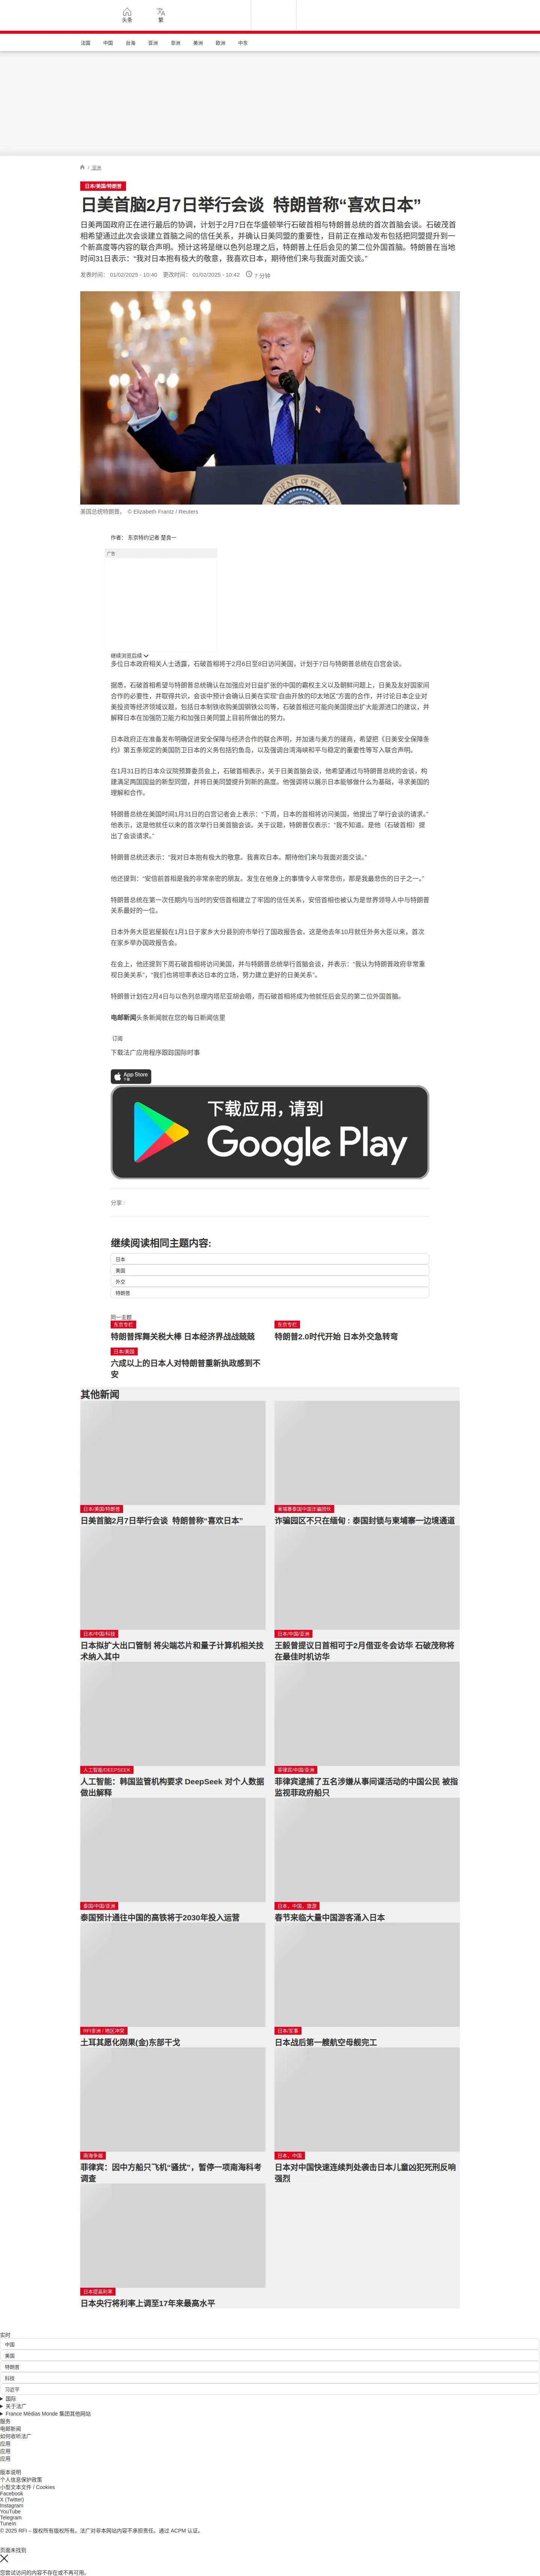 头条
繁
法国
中国
台海
亚洲
非洲
美洲
欧洲
中东
/ 亚洲
日本/美国/特朗普
日美首脑2月7日举行会谈 特朗普称“喜欢日本”
日美两国政府正在进行最后的协调，计划于2月7日在华盛顿举行石破首相与特朗普总统的首次首脑会谈。石破茂首
相希望通过此次会谈建立首脑之间的信任关系，并确认日美同盟的重要性，目前正在推动发布包括把同盟提升到一
个新高度等内容的联合声明。预计这将是继以色列总理之后，特朗普上任后会见的第二位外国首脑。特朗普在当地
时间31日表示：“我对日本抱有极大的敬意，我喜欢日本，期待他们来与我面对面交谈。”
发表时间： 01/02/2025 - 10:40 更改时间： 01/02/2025 - 10:42 7 分钟
PRESIDENT OF THE
美国总统特朗普。 © Elizabeth Frantz / Reuters
作者： 东京特约记者 楚良一
广告
继续浏览后续
多位日本政府相关人士透露，石破首相将于2月6日至8日访问美国，计划于7日与特朗普总统在白宫会谈。
据悉，石破首相希望与特朗普总统确认在加强应对日益扩张的中国的霸权主义以及朝鲜问题上，日美及友好国家间
合作的必要性，并取得共识，会谈中预计会确认日美在实现“自由开放的印太地区”方面的合作，并讨论日本企业对
美投资等经济领域议题，包括日本制铁收购美国钢铁公司等，石破首相还可能向美国提出扩大能源进口的建议，并
解释日本在加强防卫能力和加强日美同盟上目前所做出的努力。
日本政府正在准备发布明确促进安全保障与经济合作的联合声明，并加速与美方的磋商，希望把《日美安全保障条
约》第五条规定的美国防卫日本的义务包括钓鱼岛，以及强调台湾海峡和平与稳定的重要性等写入联合声明。
在1月31日的日本众议院预算委员会上，石破首相表示，关于日美首脑会谈，他希望通过与特朗普总统的会谈，构
建满足两国国益的新型同盟，并将日美同盟提升到新的高度。他强调将以展示日本能够做什么为基础，寻求美国的
理解和合作。
特朗普总统在美国时间1月31日的白宫记者会上表示：“下周，日本的首相将访问美国，他提出了举行会谈的请求。”
他表示，这是他就任以来的首次举行日美首脑会谈。关于议题，特朗普仅表示：“我不知道。是他（石破首相）提
出了会谈请求。”
特朗普总统还表示：“我对日本抱有极大的敬意。我喜欢日本。期待他们来与我面对面交谈。”
他还提到：“安倍前首相是我的非常亲密的朋友。发生在他身上的事情令人非常悲伤，那是我最悲伤的日子之一。”
特朗普总统在第一次任期内与当时的安倍首相建立了牢固的信任关系，安倍首相也被认为是世界领导人中与特朗普
关系最好的一位。
日本外务大臣岩屋毅在1月1日于家乡大分县别府市举行了国政报告会。这是他去年10月就任外务大臣以来，首次
在家乡举办国政报告会。
在会上，他还提到下周石破首相将访问美国，并与特朗普总统举行首脑会谈，并表示：“我认为特朗普政府非常重
视日美关系”，“我们也将坦率表达日本的立场，努力建立更好的日美关系”。
特朗普计划在2月4日与以色列总理内塔尼亚胡会晤，而石破首相将成为他就任后会见的第二位外国首脑。
电邮新闻头条新闻就在您的每日新闻信里
订阅
下载法广应用程序跟踪国际时事
App Store
下载
下载应用，请到
Google Play
分享 :
继续阅读相同主题内容:
日本
美国
外交
特朗普
同一主题
东京专栏
特朗普挥舞关税大棒 日本经济界战战兢兢
东京专栏
特朗普2.0时代开始 日本外交急转弯
日本/美国
六成以上的日本人对特朗普重新执政感到不
安
其他新闻
日本/美国/特朗普
日美首脑2月7日举行会谈 特朗普称“喜欢日本”
柬埔寨泰国中国诈骗团伙
诈骗园区不只在缅甸：泰国封锁与柬埔寨一边境通道
日本/中国/科技
日本拟扩大出口管制 将尖端芯片和量子计算机相关技
术纳入其中
日本/中国/亚洲
王毅曾提议日首相可于2月借亚冬会访华 石破茂称将
在最佳时机访华
人工智能/DEEPSEEK
人工智能：韩国监管机构要求 DeepSeek 对个人数据
做出解释
菲律宾/中国/亚洲
菲律宾逮捕了五名涉嫌从事间谍活动的中国公民 被指
监视菲政府船只
泰国/中国/亚洲
泰国预计通往中国的高铁将于2030年投入运营
日本，中国，旅游
春节来临大量中国游客涌入日本
RFI非洲 / 地区冲突
土耳其愿化刚果(金)东部干戈
日本/军事
日本战后第一艘航空母舰完工
南海争端
菲律宾：因中方船只飞机“骚扰”，暂停一项南海科考
调查
日本，中国
日本对中国快速连续判处袭击日本儿童凶犯死刑反响
强烈
日本提高利率
日本央行将利率上调至17年来最高水平
实时
中国
美国
特朗普
科技
习近平
国际
关于法广
France Médias Monde 集团其他网站
服务
电邮新闻
如何收听法广
应用
应用
应用
版本说明
个人信息保护政策
小型文本文件 / Cookies
Facebook
X (Twitter)
Instagram
YouTube
Telegram
TuneIn
© 2025 RFI – 版权所有版权所有。法广对非本网站内容不承担责任。通过 ACPM 认证。
页面未找到
您尝试访问的内容不存在或不再可用。